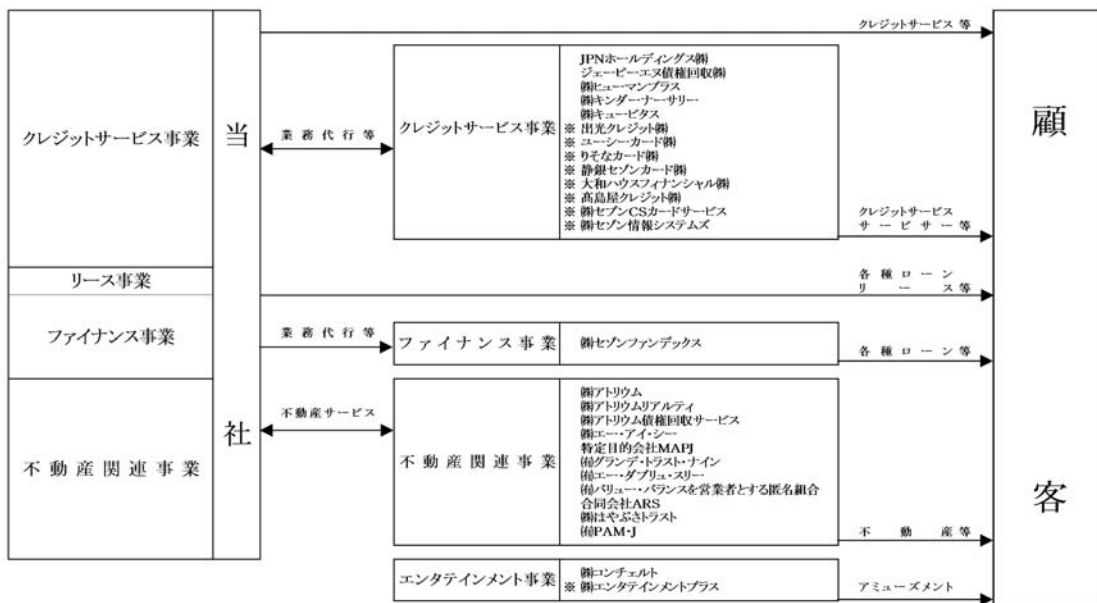 クレジットサービス事業
リース事業
ファイナンス事業
不動産関連事業
当社
クレジットサービス等
業務代行等
クレジットサービス事業
JPNホールディングス㈱
ジェーピーエヌ債権回収㈱
㈱ヒューマンプラス
㈱キンダーナーサリー
㈱キュービタス
※ 出光クレジット㈱
※ ユーシーカード㈱
※ りそなカード㈱
※ 静銀セゾンカード㈱
※ 大和ハウスフィナンシャル㈱
※ 髙島屋クレジット㈱
※ ㈱セブンCSカードサービス
※ ㈱セゾン情報システムズ
クレジットサービス
サービサー等
各種ローン
リース等
業務代行等
ファイナンス事業
㈱セゾンファンデックス
各種ローン等
不動産サービス
不動産関連事業
㈱アトリウム
㈱アトリウムリアルティ
㈱アトリウム債権回収サービス
㈱エー・アイ・シー
特定目的会社MAPJ
㈲グランデ・トラスト・ナイン
㈲エー・ダブリュ・スリー
㈲バリュー・バランスを営業者とする匿名組合
合同会社ARS
㈱はやぶさトラスト
㈲PAM・J
不動産等
エンタテインメント事業
㈱コンチェルト
※ ㈱エンタテインメントプラス
アミューズメント
顧客